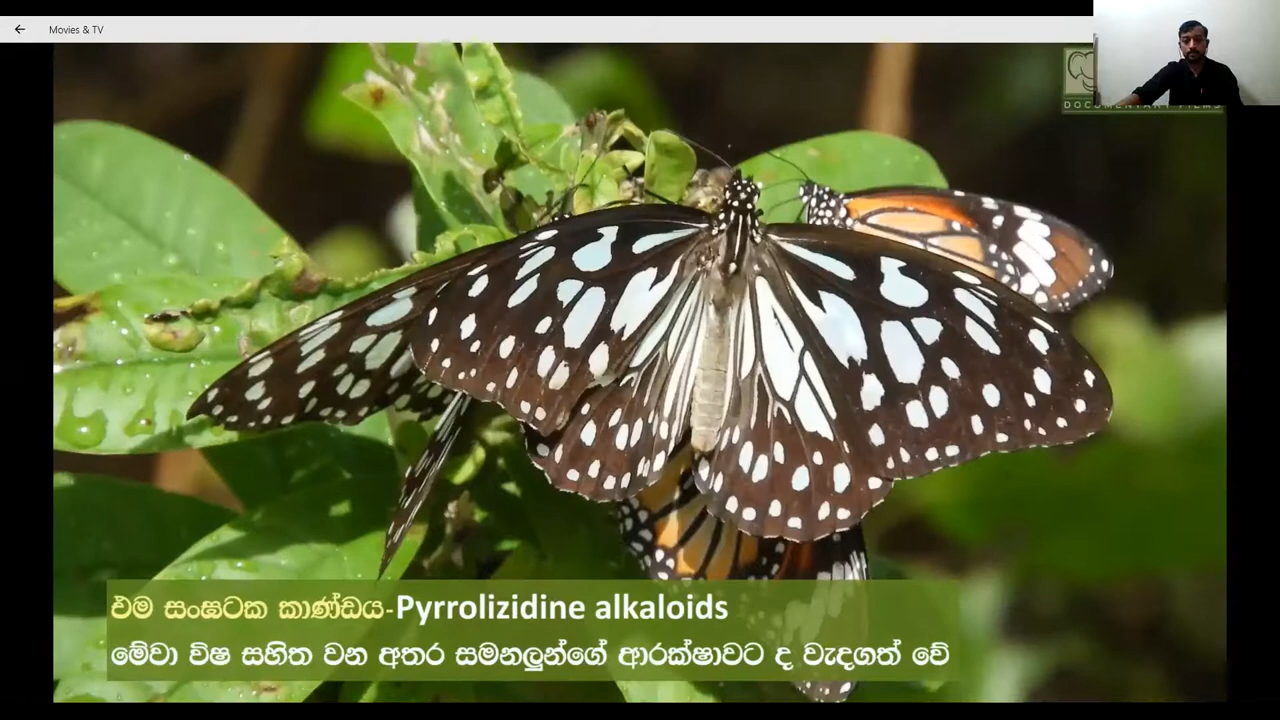 Movies & TV
DOCUMENTARY FILMS
එම සංඝටක කාණ්ඩය-Pyrrolizidine alkaloids
මේවා විෂ සහිත වන අතර සමනලුන්ගේ ආරක්ෂාවට ද වැදගත් වේ